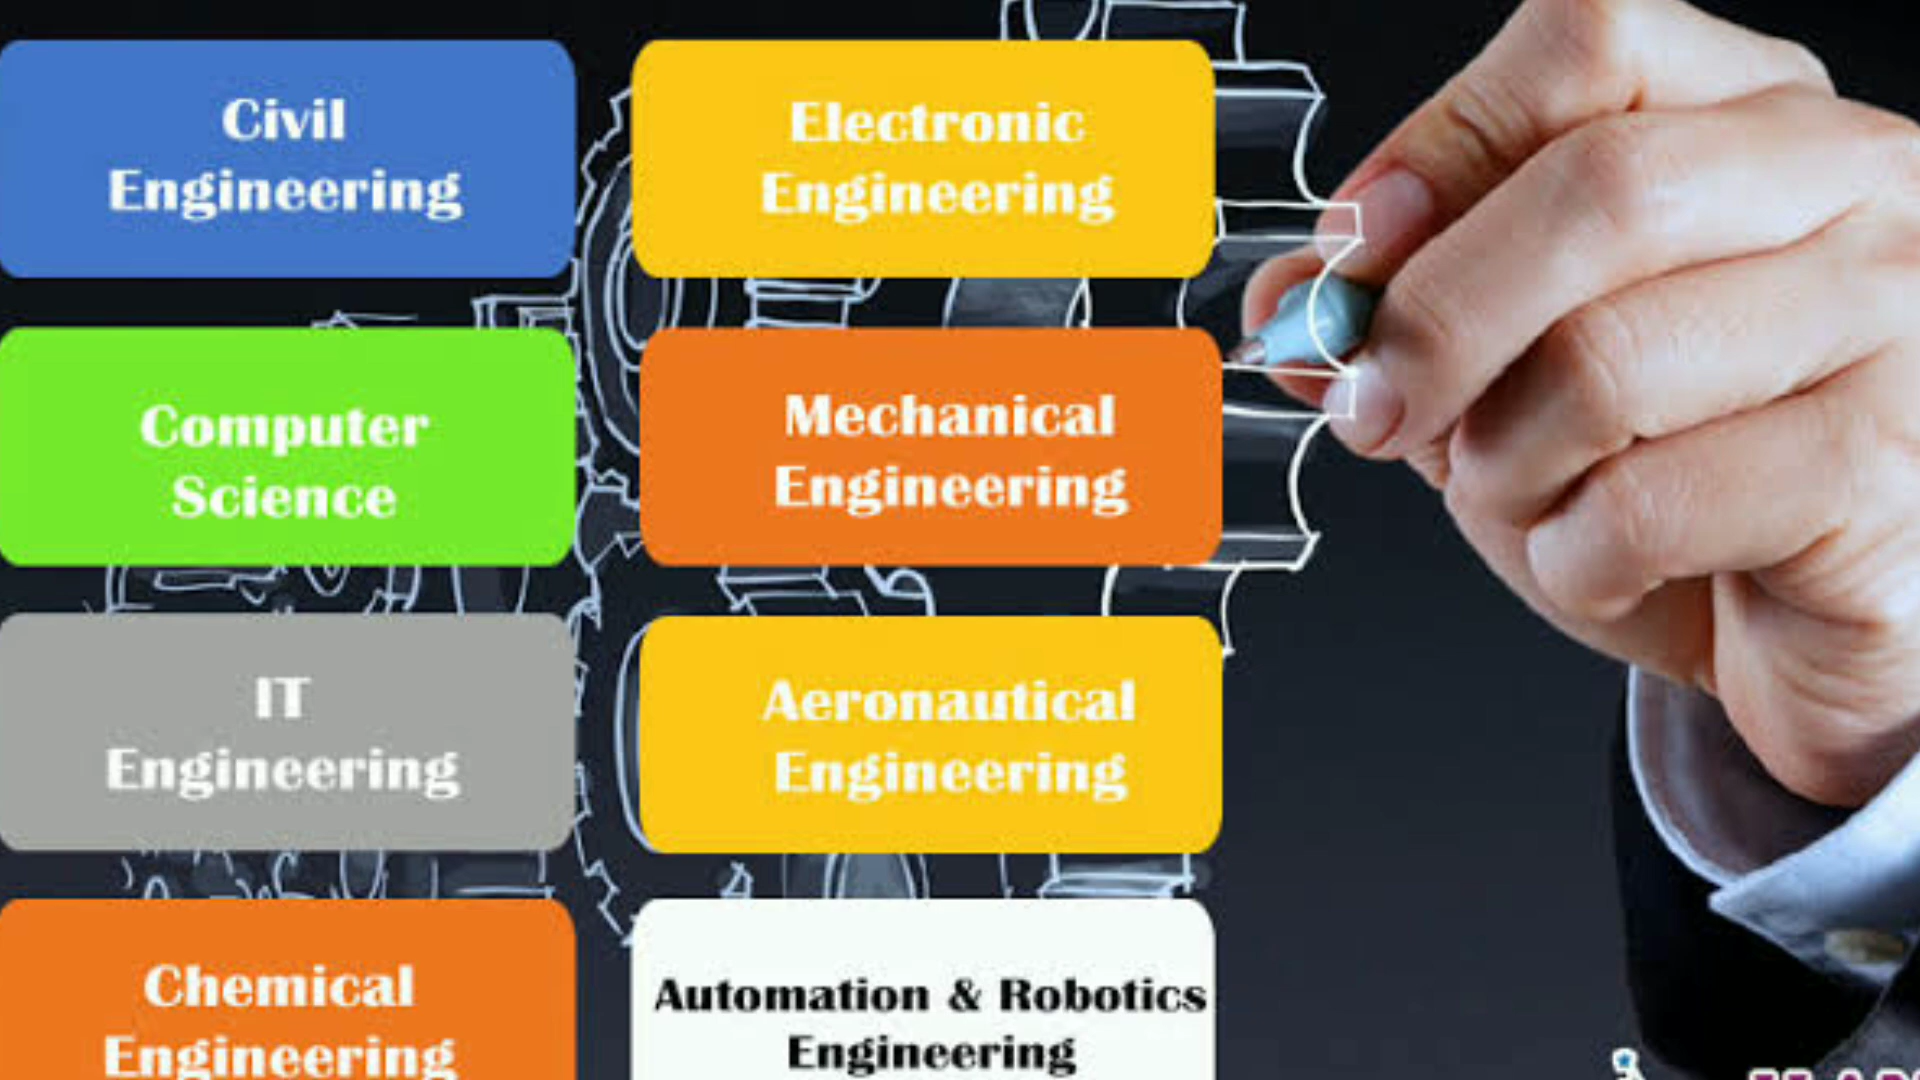 Civil
Engineering
Electronic
Engineering
Computer
Science
Mechanical
Engineering
IT
Engineering
Aeronautical
Engineering
Chemical
Engineering
Automation & Robotics
Engineering